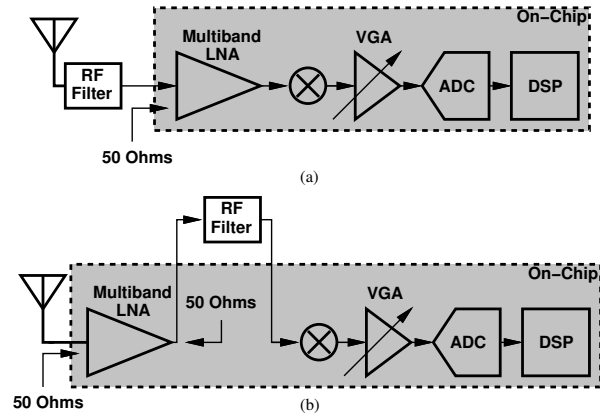 On-Chip
Multiband
LNA
VGA
RF
Filter
ADC
DSP
50 Ohms
(a)
RF
Filter
On-Chip
Multiband
LNA
50 Ohms
VGA
ADC
DSP
50 Ohms
(b)